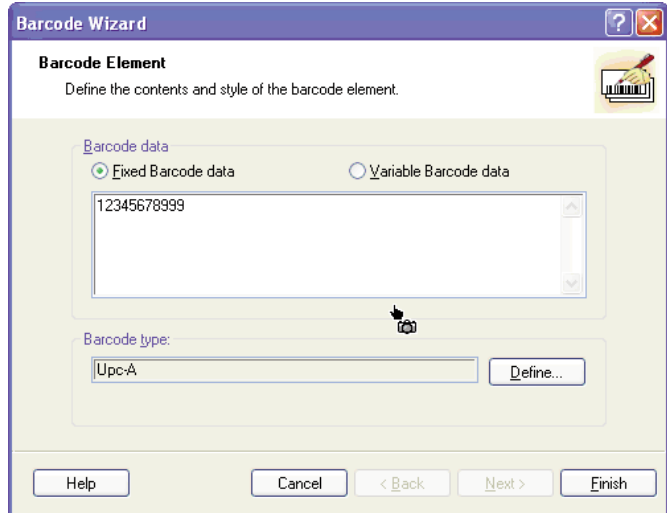 Barcode Wizard
Barcode Element
Define the contents and style of the barcode element.
Barcode data
Fixed Barcode data Variable Barcode data
12345678999
Barcode type:
Upc-A Define...
Help Cancel < Back Next > Finish